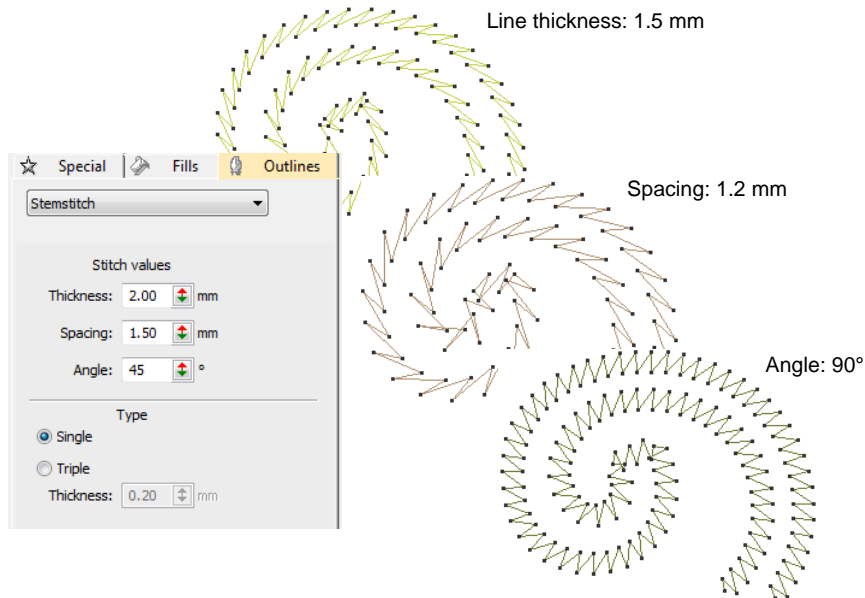 Line thickness: 1.5 mm
Special Fills Outlines
Stemstitch
Spacing: 1.2 mm
Stitch values
Thickness: 2.00 mm
Spacing: 1.50 mm
Angle: 45 °
Angle: 90°
Type
Single
Triple
Thickness: 0.20 mm